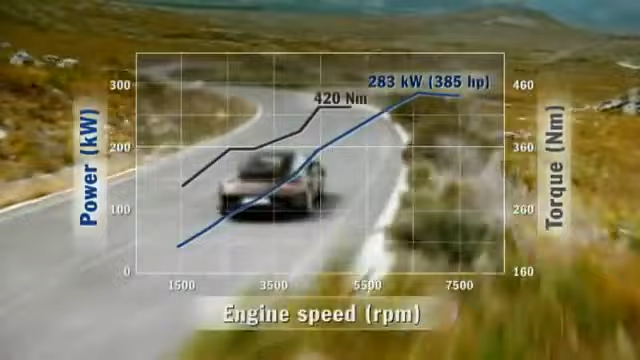 283 kW (385 hp)
420 Nm
300
200
100
0
Power (kW)
460
360
260
160
Torque (Nm)
1500
3500
5500
7500
Engine speed (rpm)